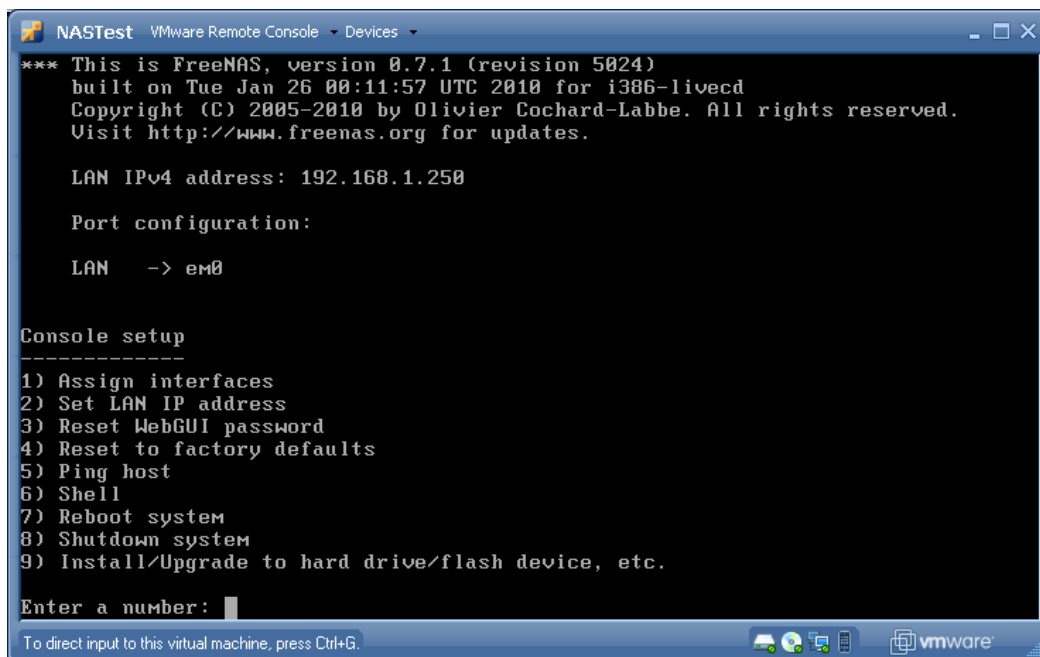 NASTest VMware Remote Console Devices
*** This is FreeNAS, version 0.7.1 (revision 5024)
built on Tue Jan 26 00:11:57 UTC 2010 for i386-livecd
Copyright (C) 2005-2010 by Olivier Cochard-Labbe. All rights reserved.
Visit http://www.freenas.org for updates.
LAN IPv4 address: 192.168.1.250
Port configuration:
LAN -> em0
Console setup
-------------
1) Assign interfaces
2) Set LAN IP address
3) Reset WebGUI password
4) Reset to factory defaults
5) Ping host
6) Shell
7) Reboot system
8) Shutdown system
9) Install/Upgrade to hard drive/flash device, etc.
Enter a number:
To direct input to this virtual machine, press Ctrl+G. vmware